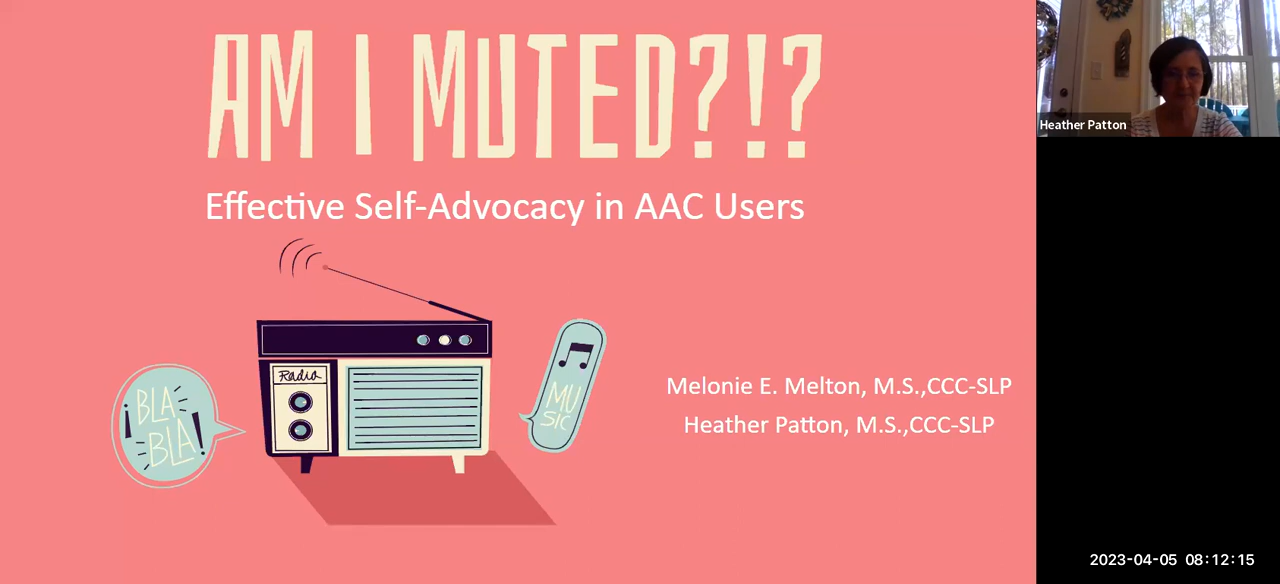 AM I MUTED?!?
Effective Self-Advocacy in AAC Users
Radio
¡BLA
BLA!
MU
SIC
Melonie E. Melton, M.S.,CCC-SLP
Heather Patton, M.S.,CCC-SLP
Heather Patton
2023-04-05 08:12:15